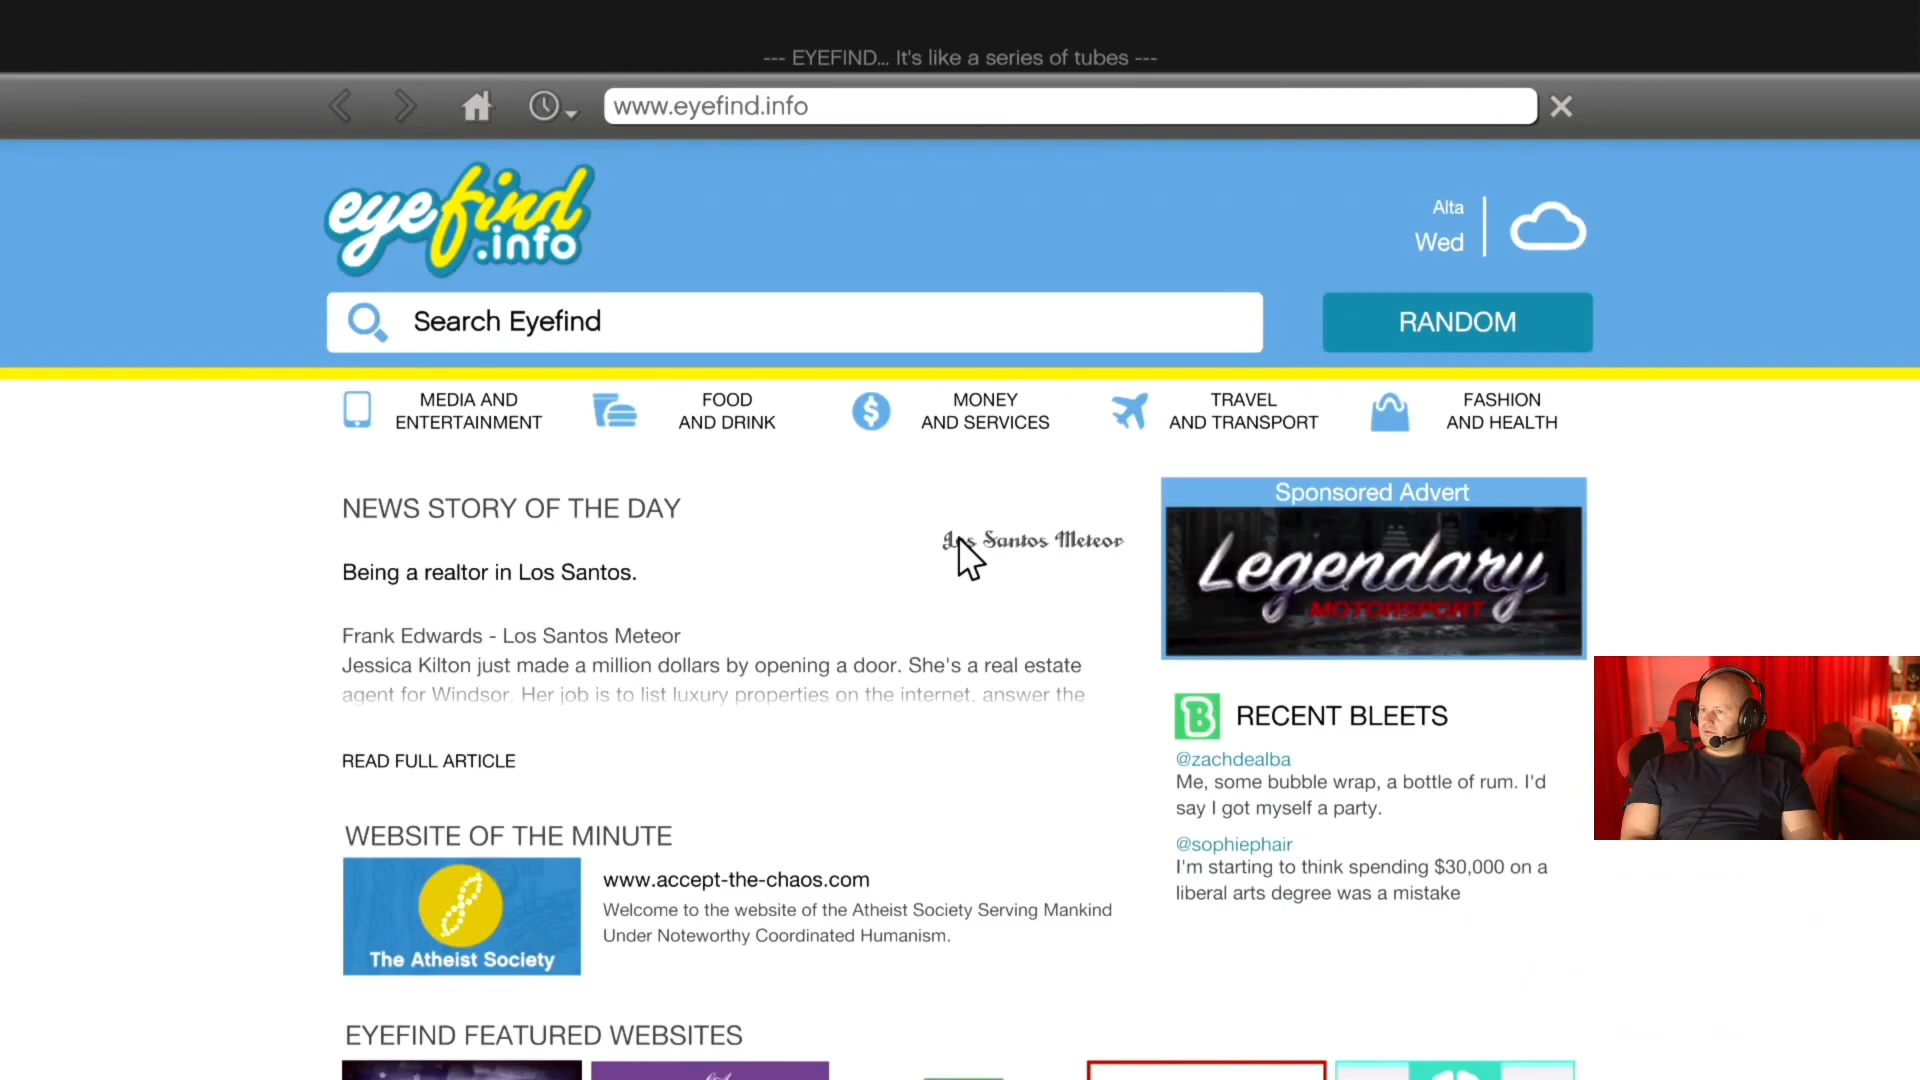 --- EYEFIND... It's like a series of tubes ---
www.eyefind.info
eyefind
.info
Alta
Wed
Search Eyefind
RANDOM
MEDIA AND
ENTERTAINMENT
FOOD
AND DRINK
MONEY
AND SERVICES
TRAVEL
AND TRANSPORT
FASHION
AND HEALTH
NEWS STORY OF THE DAY
Los Santos Meteor
Being a realtor in Los Santos.
Frank Edwards - Los Santos Meteor
Jessica Kilton just made a million dollars by opening a door. She's a real estate
agent for Windsor. Her job is to list luxury properties on the internet, answer the
READ FULL ARTICLE
Sponsored Advert
Legendary
MOTORSPORT
RECENT BLEETS
@zachdealba
Me, some bubble wrap, a bottle of rum. I'd
say I got myself a party.
@sophiephair
I'm starting to think spending $30,000 on a
liberal arts degree was a mistake
WEBSITE OF THE MINUTE
The Atheist Society
www.accept-the-chaos.com
Welcome to the website of the Atheist Society Serving Mankind
Under Noteworthy Coordinated Humanism.
EYEFIND FEATURED WEBSITES